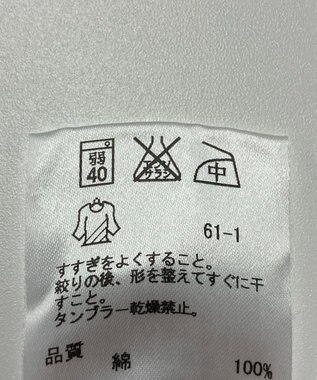 弱
40
エンソ
サラシ
中
61-1
すすぎをよくすること。
絞りの後、形を整えてすぐに干
すこと。
タンブラー乾燥禁止。
品質 綿 100%